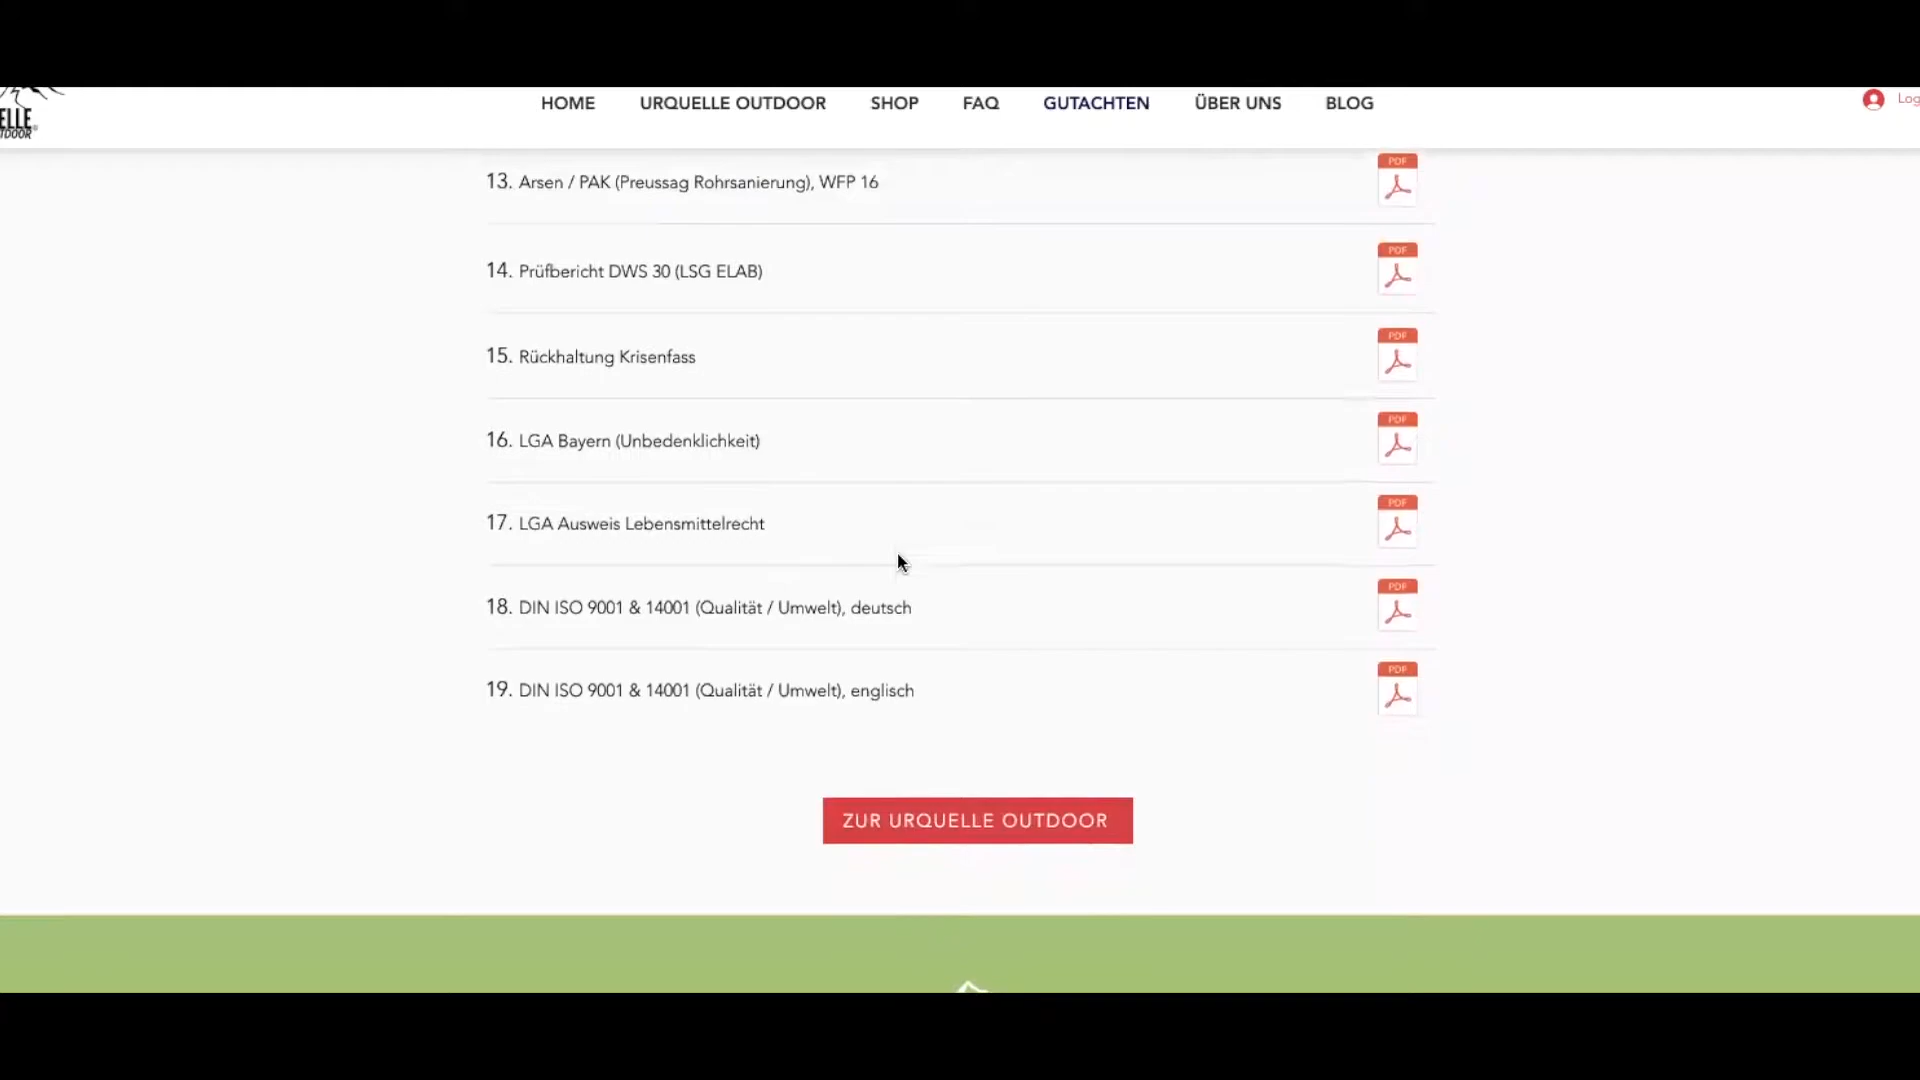 ELLE
TDOOR
HOME URQUELLE OUTDOOR SHOP FAQ GUTACHTEN ÜBER UNS BLOG
Log
13. Arsen / PAK (Preussag Rohrsanierung), WFP 16
PDF
14. Prüfbericht DWS 30 (LSG ELAB)
PDF
15. Rückhaltung Krisenfass
PDF
16. LGA Bayern (Unbedenklichkeit)
PDF
17. LGA Ausweis Lebensmittelrecht
PDF
18. DIN ISO 9001 & 14001 (Qualität / Umwelt), deutsch
PDF
19. DIN ISO 9001 & 14001 (Qualität / Umwelt), englisch
PDF
ZUR URQUELLE OUTDOOR